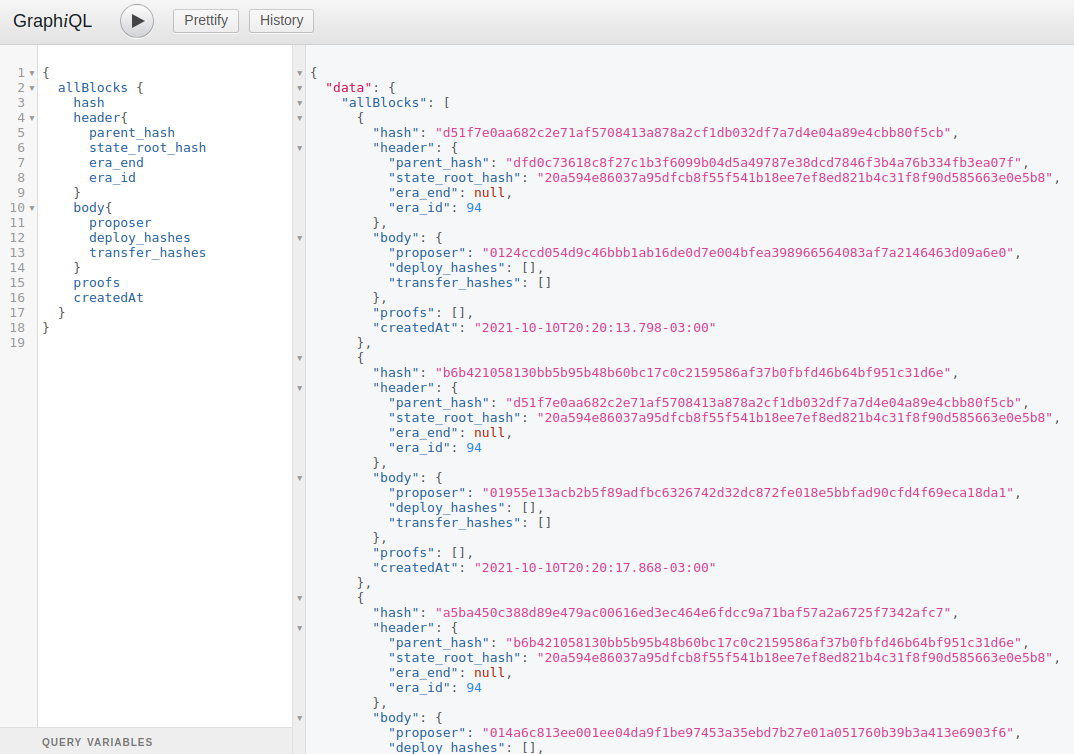 GraphiQL Prettify History
1 {
2 allBlocks {
3 hash
4 header{
5 parent_hash
6 state_root_hash
7 era_end
8 era_id
9 }
10 body{
11 proposer
12 deploy_hashes
13 transfer_hashes
14 }
15 proofs
16 createdAt
17 }
18 }
19
QUERY VARIABLES
{
"data": {
"allBlocks": [
{
"hash": "d51f7e0aa682c2e71af5708413a878a2cf1db032df7a7d4e04a89e4cbb80f5cb",
"header": {
"parent_hash": "dfd0c73618c8f27c1b3f6099b04d5a49787e38dcd7846f3b4a76b334fb3ea07f",
"state_root_hash": "20a594e86037a95dfcb8f55f541b18ee7ef8ed821b4c31f8f90d585663e0e5b8",
"era_end": null,
"era_id": 94
},
"body": {
"proposer": "0124ccd054d9c46bbb1ab16de0d7e004bfea398966564083af7a2146463d09a6e0",
"deploy_hashes": [],
"transfer_hashes": []
},
"proofs": [],
"createdAt": "2021-10-10T20:20:13.798-03:00"
},
{
"hash": "b6b421058130bb5b95b48b60bc17c0c2159586af37b0fbfd46b64bf951c31d6e",
"header": {
"parent_hash": "d51f7e0aa682c2e71af5708413a878a2cf1db032df7a7d4e04a89e4cbb80f5cb",
"state_root_hash": "20a594e86037a95dfcb8f55f541b18ee7ef8ed821b4c31f8f90d585663e0e5b8",
"era_end": null,
"era_id": 94
},
"body": {
"proposer": "01955e13acb2b5f89adfbc6326742d32dc872fe018e5bbfad90cfd4f69eca18da1",
"deploy_hashes": [],
"transfer_hashes": []
},
"proofs": [],
"createdAt": "2021-10-10T20:20:17.868-03:00"
},
{
"hash": "a5ba450c388d89e479ac00616ed3ec464e6fdcc9a71baf57a2a6725f7342afc7",
"header": {
"parent_hash": "b6b421058130bb5b95b48b60bc17c0c2159586af37b0fbfd46b64bf951c31d6e",
"state_root_hash": "20a594e86037a95dfcb8f55f541b18ee7ef8ed821b4c31f8f90d585663e0e5b8",
"era_end": null,
"era_id": 94
},
"body": {
"proposer": "014a6c813ee001ee04da9f1be97453a35ebd7b27e01a051760b39b3a413e6903f6",
"deploy_hashes": [],